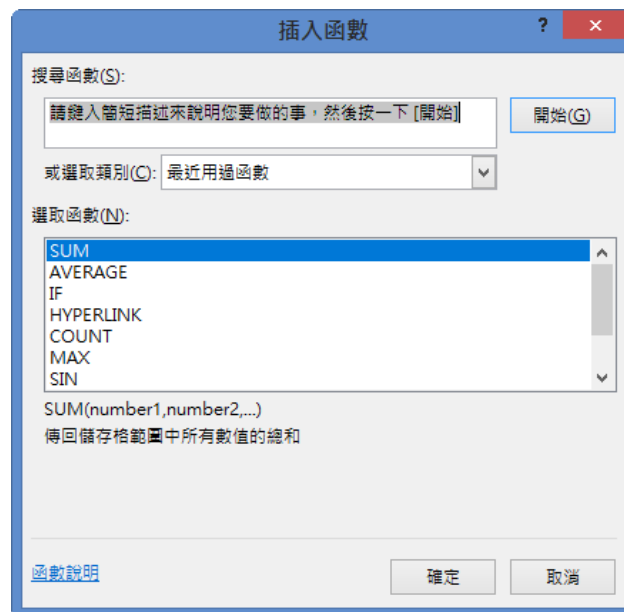 插入函數
?
×
搜尋函數(S):
請鍵入簡短描述來說明您要做的事，然後按一下 [開始]
開始(G)
或選取類別(C): 最近用過函數
選取函數(N):
SUM
AVERAGE
IF
HYPERLINK
COUNT
MAX
SIN
SUM(number1,number2,...)
傳回儲存格範圍中所有數值的總和
函數說明
確定
取消